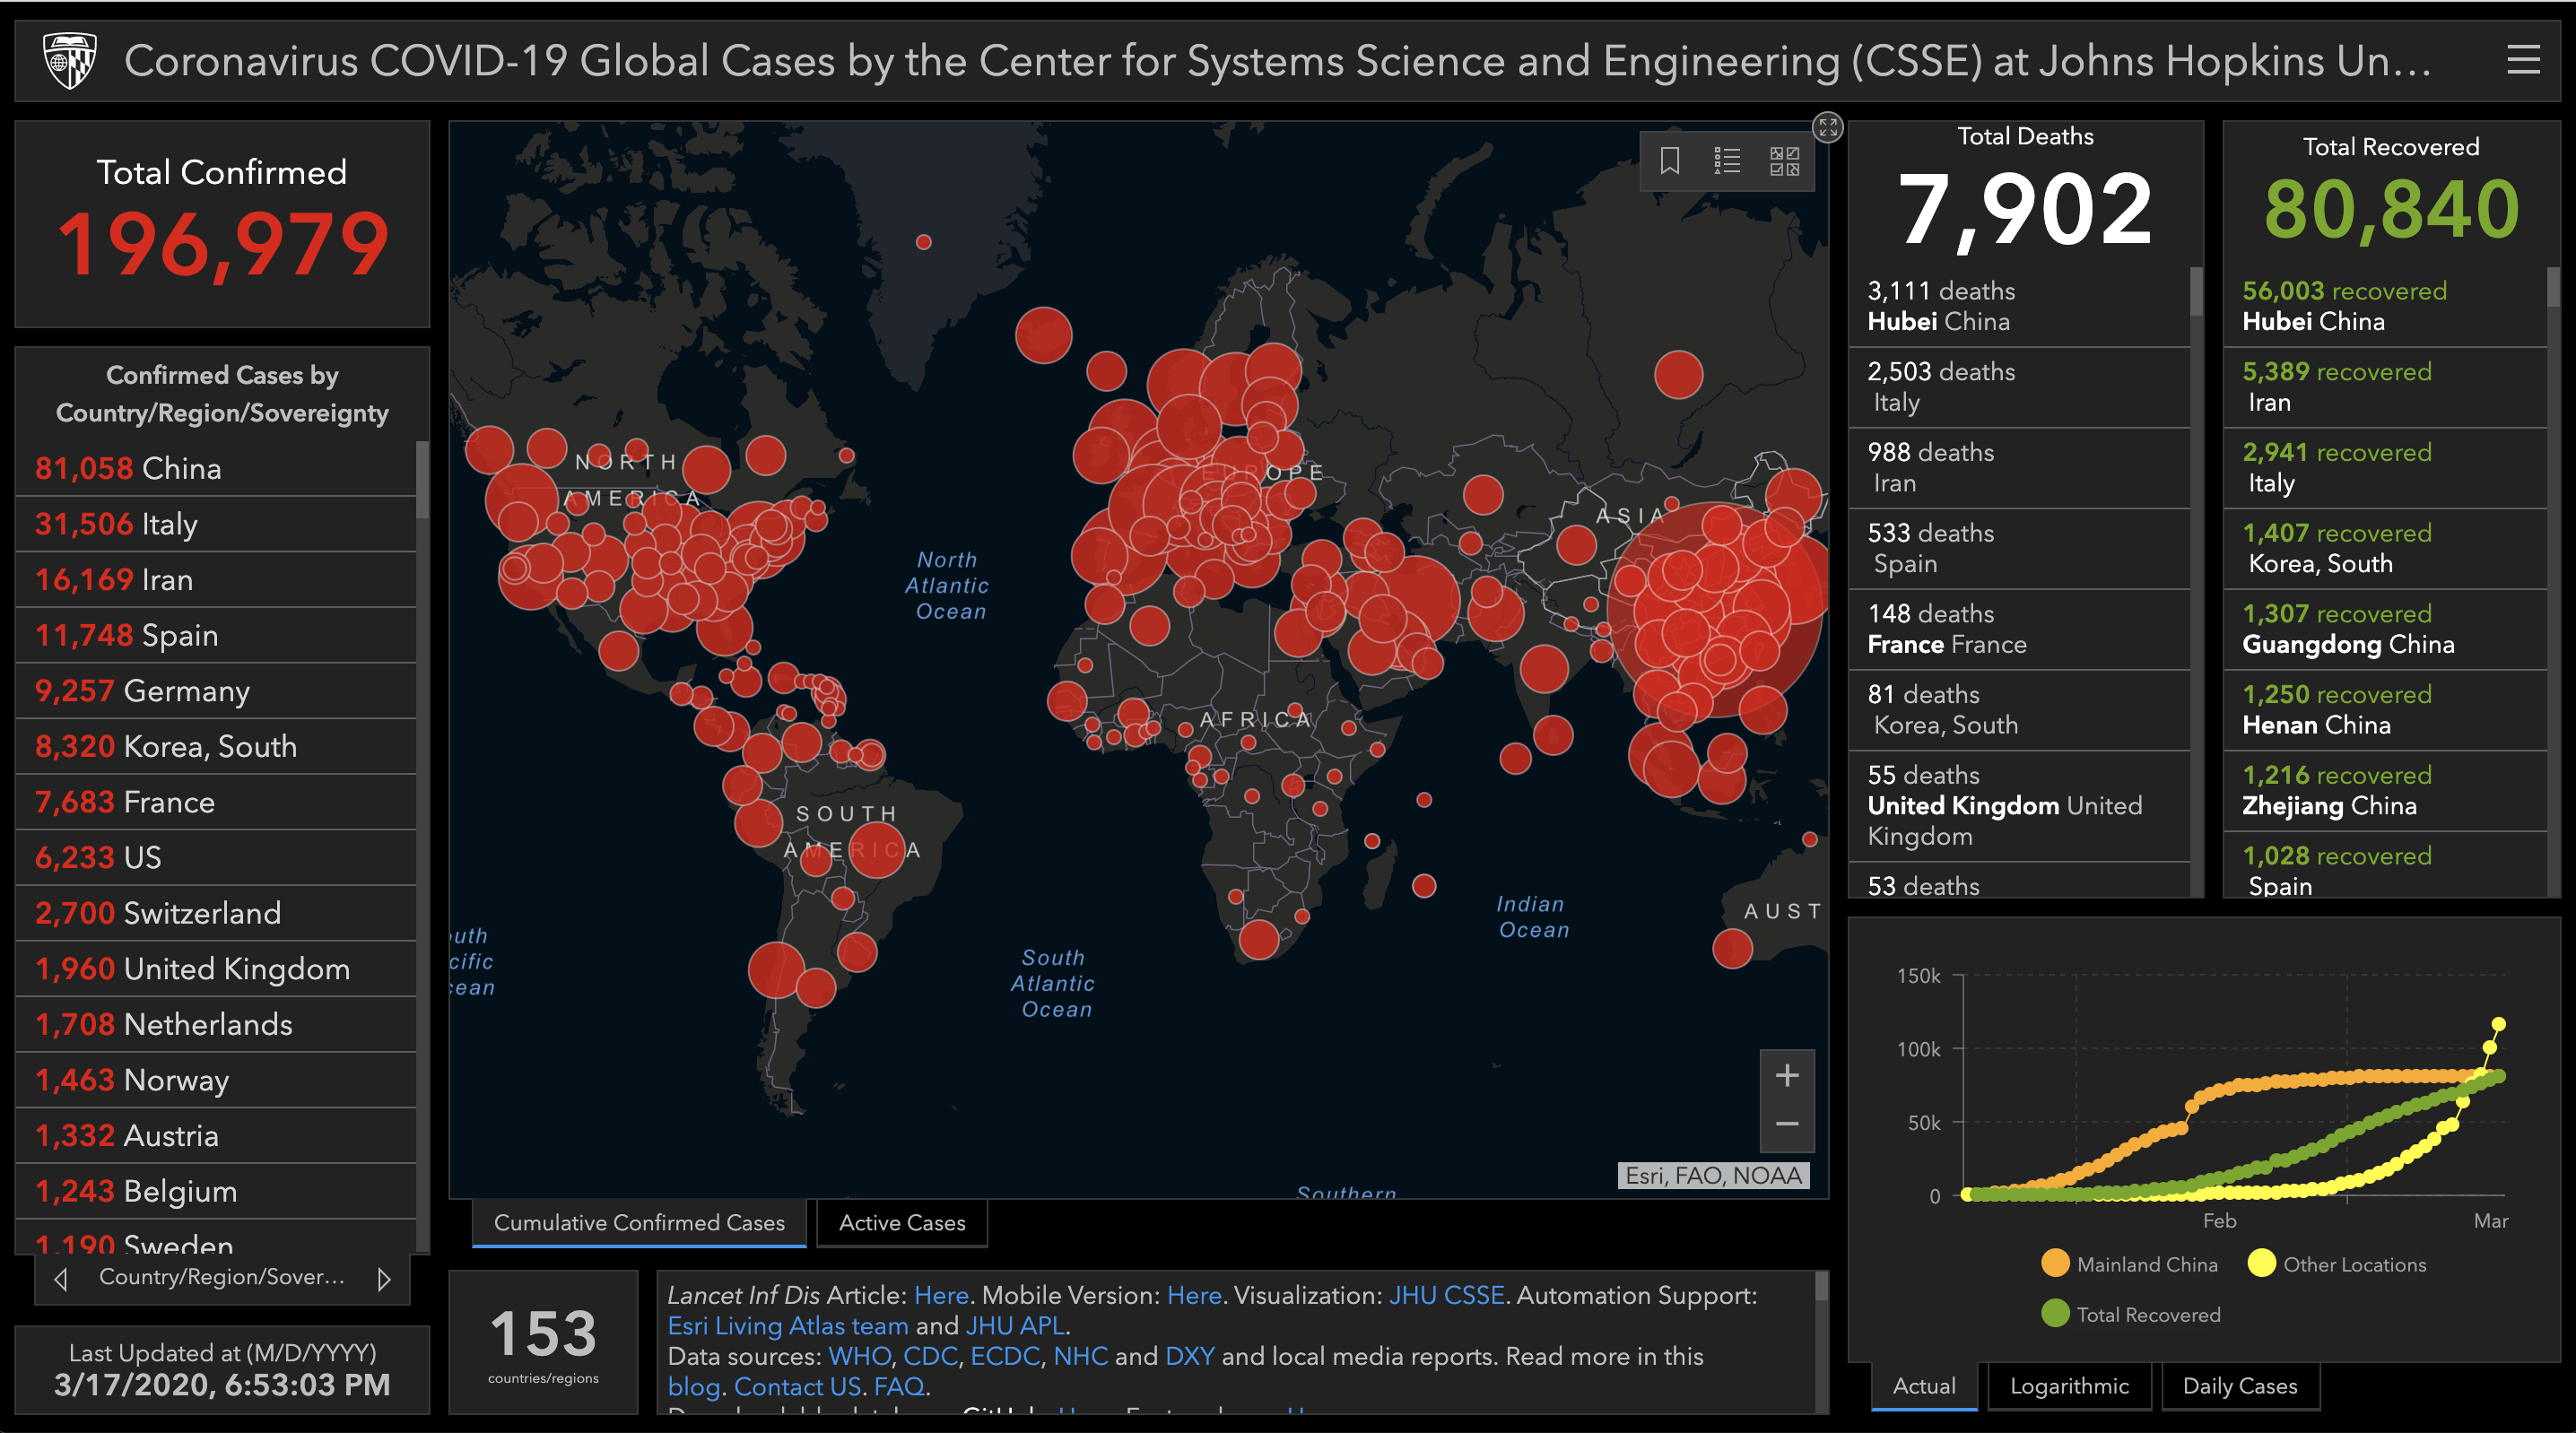 Coronavirus COVID-19 Global Cases by the Center for Systems Science and Engineering (CSSE) at Johns Hopkins Un...
Total Confirmed
196,979
Confirmed Cases by
Country/Region/Sovereignty
81,058 China
31,506 Italy
16,169 Iran
11,748 Spain
9,257 Germany
8,320 Korea, South
7,683 France
6,233 US
2,700 Switzerland
1,960 United Kingdom
1,708 Netherlands
1,463 Norway
1,332 Austria
1,243 Belgium
1,190 Sweden
Country/Region/Sover...
Last Updated at (M/D/YYYY)
3/17/2020, 6:53:03 PM
NORTH
AMERICA
EUROPE
ASIA
North
Atlantic
Ocean
AFRICA
SOUTH
AMERICA
Indian
Ocean
AUST
uth
cific
cean
South
Atlantic
Ocean
Southern
Esri, FAO, NOAA
Cumulative Confirmed Cases
Active Cases
153
countries/regions
Lancet Inf Dis Article: Here. Mobile Version: Here. Visualization: JHU CSSE. Automation Support:
Esri Living Atlas team and JHU APL.
Data sources: WHO, CDC, ECDC, NHC and DXY and local media reports. Read more in this
blog. Contact US. FAQ.
Total Deaths
7,902
3,111 deaths
Hubei China
2,503 deaths
Italy
988 deaths
Iran
533 deaths
Spain
148 deaths
France France
81 deaths
Korea, South
55 deaths
United Kingdom United
Kingdom
53 deaths
Total Recovered
80,840
56,003 recovered
Hubei China
5,389 recovered
Iran
2,941 recovered
Italy
1,407 recovered
Korea, South
1,307 recovered
Guangdong China
1,250 recovered
Henan China
1,216 recovered
Zhejiang China
1,028 recovered
Spain
150k
100k
50k
0
Feb
Mar
Mainland China
Other Locations
Total Recovered
Actual
Logarithmic
Daily Cases